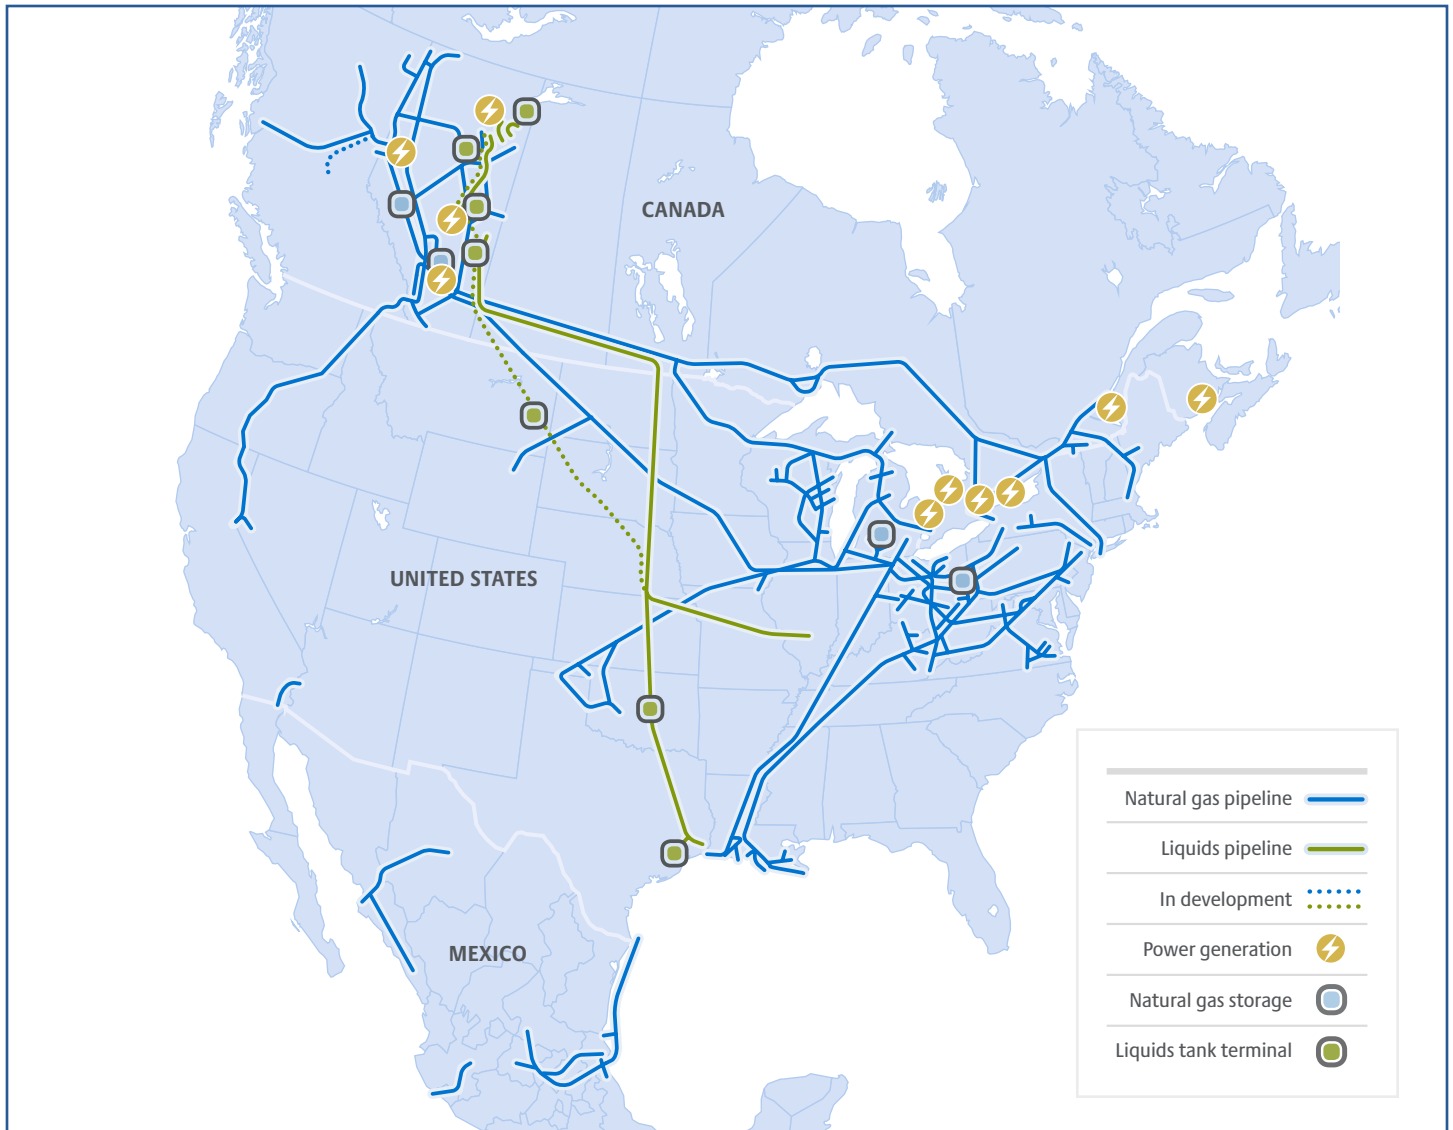 CANADA
UNITED STATES
MEXICO
Natural gas pipeline
Liquids pipeline
In development
Power generation
Natural gas storage
Liquids tank terminal